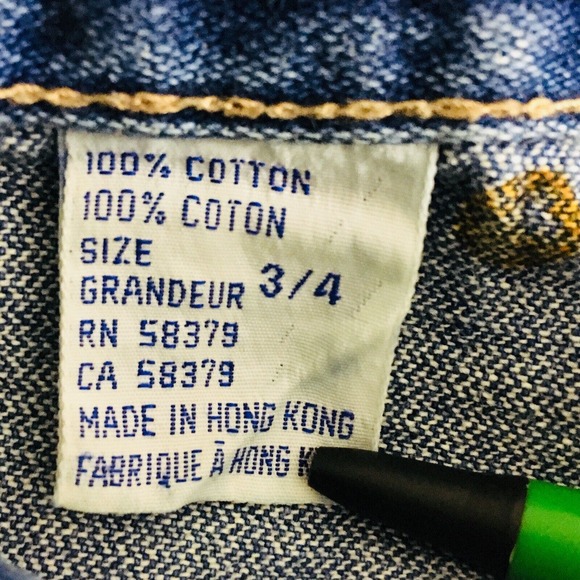 100% COTTON
100% COTON
SIZE
GRANDEUR 3/4
RN 58379
CA 58379
MADE IN HONG KONG
FABRIQUE À HONG